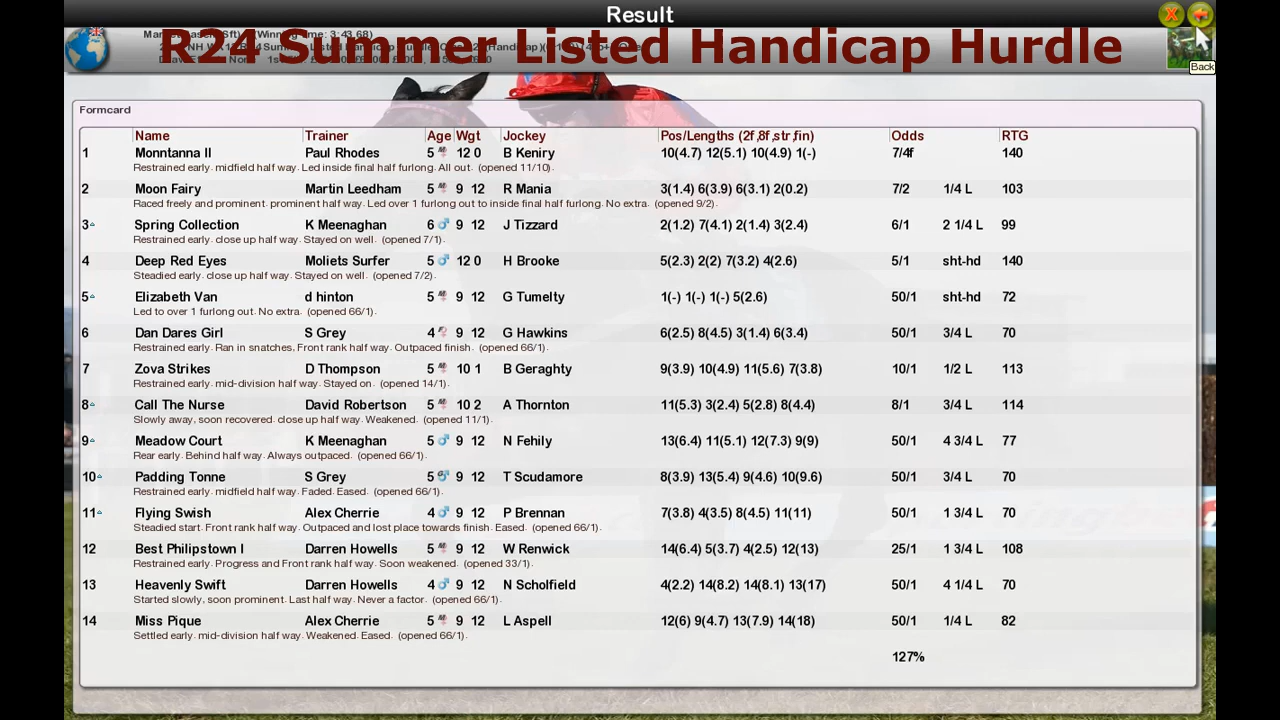 Result
R24 Summer Listed Handicap Hurdle
Back
Formcard
Name Trainer Age Wgt Jockey Pos/Lengths (2f,8f,str,fin) Odds RTG
1 Monntanna II Paul Rhodes 5 12 0 B Keniry 10(4.7) 12(5.1) 10(4.9) 1(-) 7/4f 140
Restrained early. midfield half way. Led inside final half furlong. All out. (opened 11/10).
2 Moon Fairy Martin Leedham 5 9 12 R Mania 3(1.4) 6(3.9) 6(3.1) 2(0.2) 7/2 1/4 L 103
Raced freely and prominent. prominent half way. Led over 1 furlong out to inside final half furlong. No extra. (opened 9/2).
3 Spring Collection K Meenaghan 6 9 12 J Tizzard 2(1.2) 7(4.1) 2(1.4) 3(2.4) 6/1 2 1/4 L 99
Restrained early. close up half way. Stayed on well. (opened 7/1).
4 Deep Red Eyes Moliets Surfer 5 12 0 H Brooke 5(2.3) 2(2) 7(3.2) 4(2.6) 5/1 sht-hd 140
Steadied early. close up half way. Stayed on well. (opened 7/2).
5 Elizabeth Van d hinton 5 9 12 G Tumelty 1(-) 1(-) 1(-) 5(2.6) 50/1 sht-hd 72
Led to over 1 furlong out. No extra. (opened 66/1).
6 Dan Dares Girl S Grey 4 9 12 G Hawkins 6(2.5) 8(4.5) 3(1.4) 6(3.4) 50/1 3/4 L 70
Restrained early. Ran in snatches, Front rank half way. Outpaced finish. (opened 66/1).
7 Zova Strikes D Thompson 5 10 1 B Geraghty 9(3.9) 10(4.9) 11(5.6) 7(3.8) 10/1 1/2 L 113
Restrained early. mid-division half way. Stayed on. (opened 14/1).
8 Call The Nurse David Robertson 5 10 2 A Thornton 11(5.3) 3(2.4) 5(2.8) 8(4.4) 8/1 3/4 L 114
Slowly away, soon recovered. close up half way. Weakened. (opened 11/1).
9 Meadow Court K Meenaghan 5 9 12 N Fehily 13(6.4) 11(5.1) 12(7.3) 9(9) 50/1 4 3/4 L 77
Rear early. Behind half way. Always outpaced. (opened 66/1).
10 Padding Tonne S Grey 5 9 12 T Scudamore 8(3.9) 13(5.4) 9(4.6) 10(9.6) 50/1 3/4 L 70
Restrained early. midfield half way. Faded. Eased. (opened 66/1).
11 Flying Swish Alex Cherrie 4 9 12 P Brennan 7(3.8) 4(3.5) 8(4.5) 11(11) 50/1 1 3/4 L 70
Steadied start. Front rank half way. Outpaced and lost place towards finish. Eased. (opened 66/1).
12 Best Philipstown I Darren Howells 5 9 12 W Renwick 14(6.4) 5(3.7) 4(2.5) 12(13) 25/1 1 3/4 L 108
Restrained early. Progress and Front rank half way. Soon weakened. (opened 33/1).
13 Heavenly Swift Darren Howells 4 9 12 N Scholfield 4(2.2) 14(8.2) 14(8.1) 13(17) 50/1 4 1/4 L 70
Started slowly, soon prominent. Last half way. Never a factor. (opened 66/1).
14 Miss Pique Alex Cherrie 5 9 12 L Aspell 12(6) 9(4.7) 13(7.9) 14(18) 50/1 1/4 L 82
Settled early. mid-division half way. Weakened. Eased. (opened 66/1).
127%